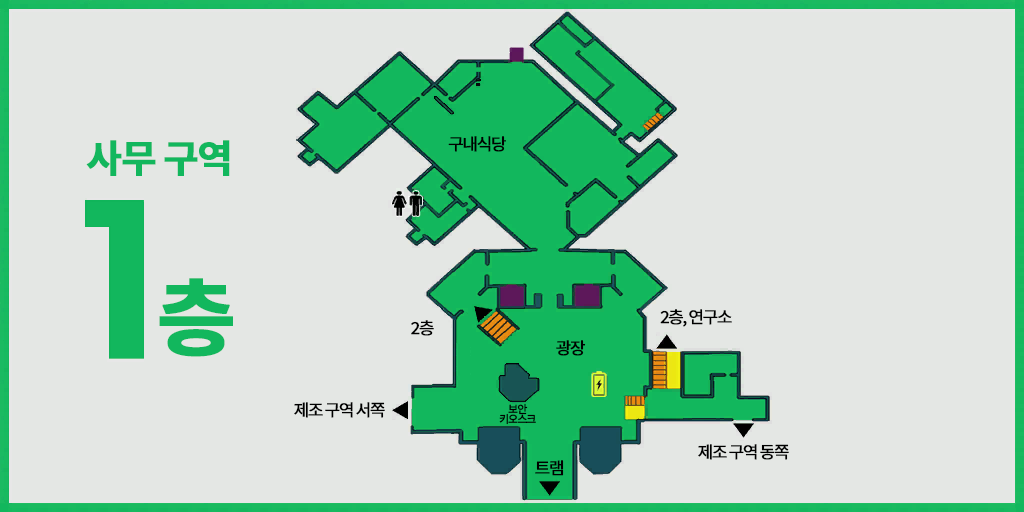 사무 구역
1층
구내식당
2층
2층, 연구소
광장
제조 구역 서쪽
보안
키오스크
제조 구역 동쪽
트램